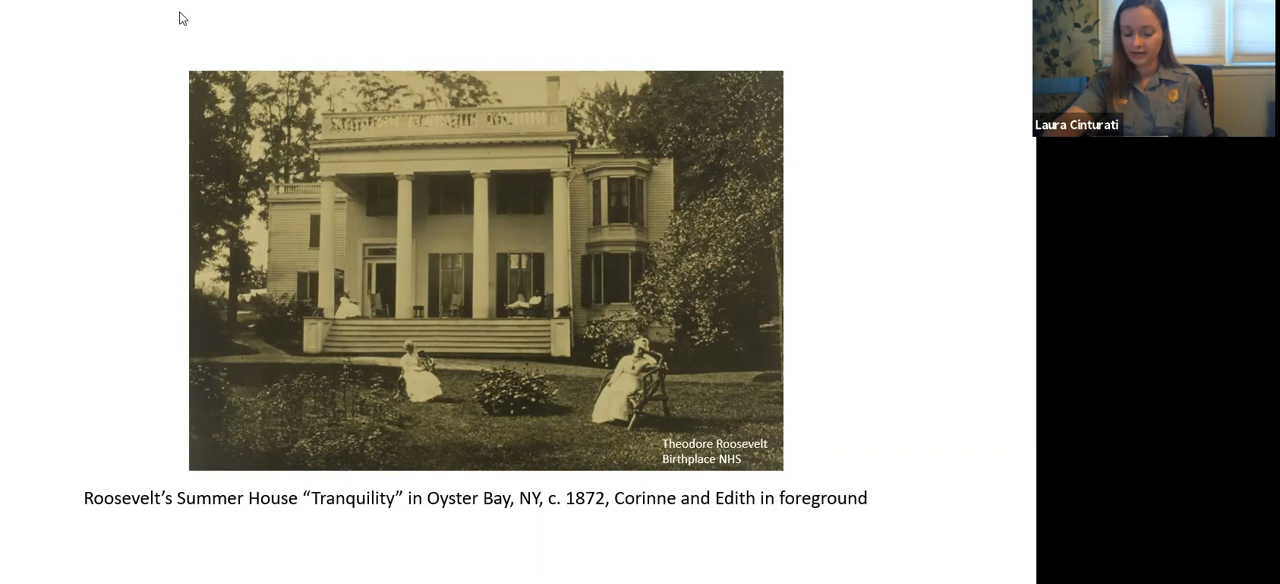 Laura Cinturati
Theodore Roosevelt
Birthplace NHS
Roosevelt’s Summer House “Tranquility” in Oyster Bay, NY, c. 1872, Corinne and Edith in foreground